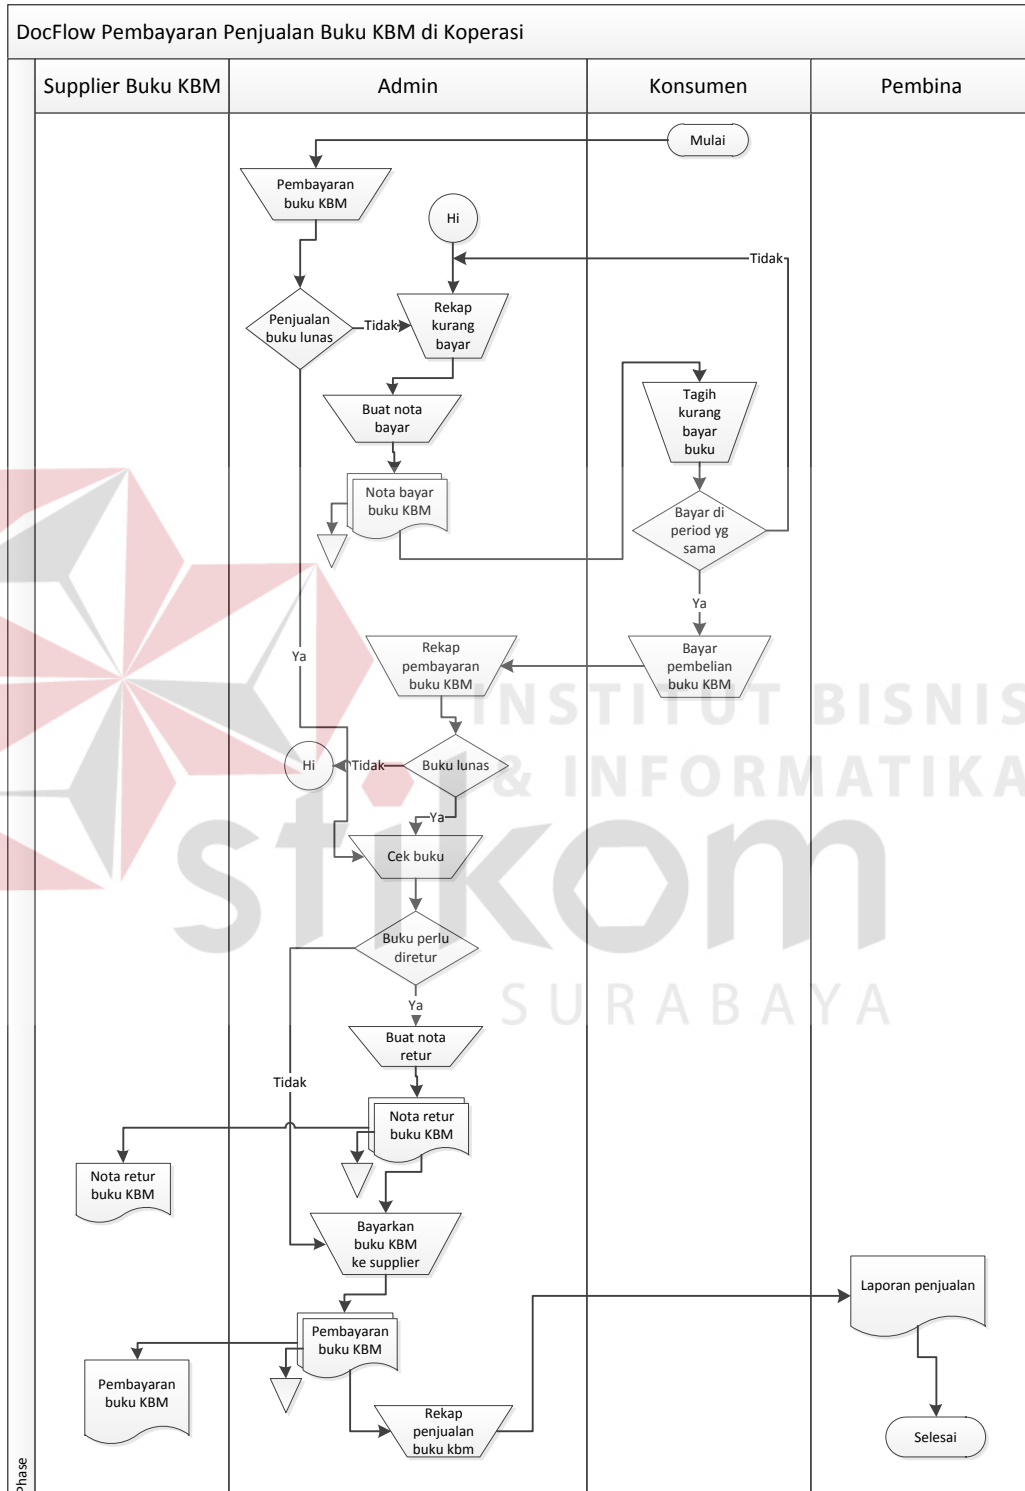 DocFlow Pembayaran Penjualan Buku KBM di Koperasi
Supplier Buku KBM
Admin
Konsumen
Pembina
Mulai
Pembayaran
buku KBM
Hi
Tidak
Penjualan
buku lunas
Tidak
Rekap
kurang
bayar
Buat nota
bayar
Tagih
kurang
bayar
buku
Nota bayar
buku KBM
Bayar di
period yg
sama
Ya
Ya
Rekap
pembayaran
buku KBM
Bayar
pembelian
buku KBM
INSTITUT BISNIS
& INFORMATIKA
Hi
Tidak
Buku lunas
Ya
stikom
SURABAYA
Cek buku
Buku perlu
diretur
Ya
Buat nota
retur
Tidak
Nota retur
buku KBM
Nota retur
buku KBM
Bayarkan
buku KBM
ke supplier
Laporan penjualan
Pembayaran
buku KBM
Pembayaran
buku KBM
Rekap
penjualan
buku kbm
Selesai
Phase